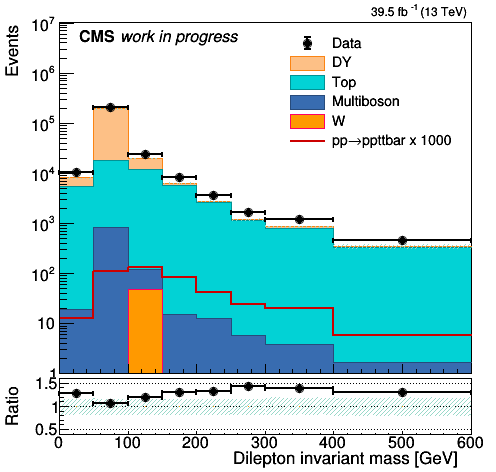 39.5 fb⁻¹ (13 TeV)
Events
CMS work in progress
Data
DY
Top
Multiboson
W
pp→ppttbar x 1000
10⁷
10⁶
10⁵
10⁴
10³
10²
10
1
Ratio
1.5
1
0.5
0 100 200 300 400 500 600
Dilepton invariant mass [GeV]